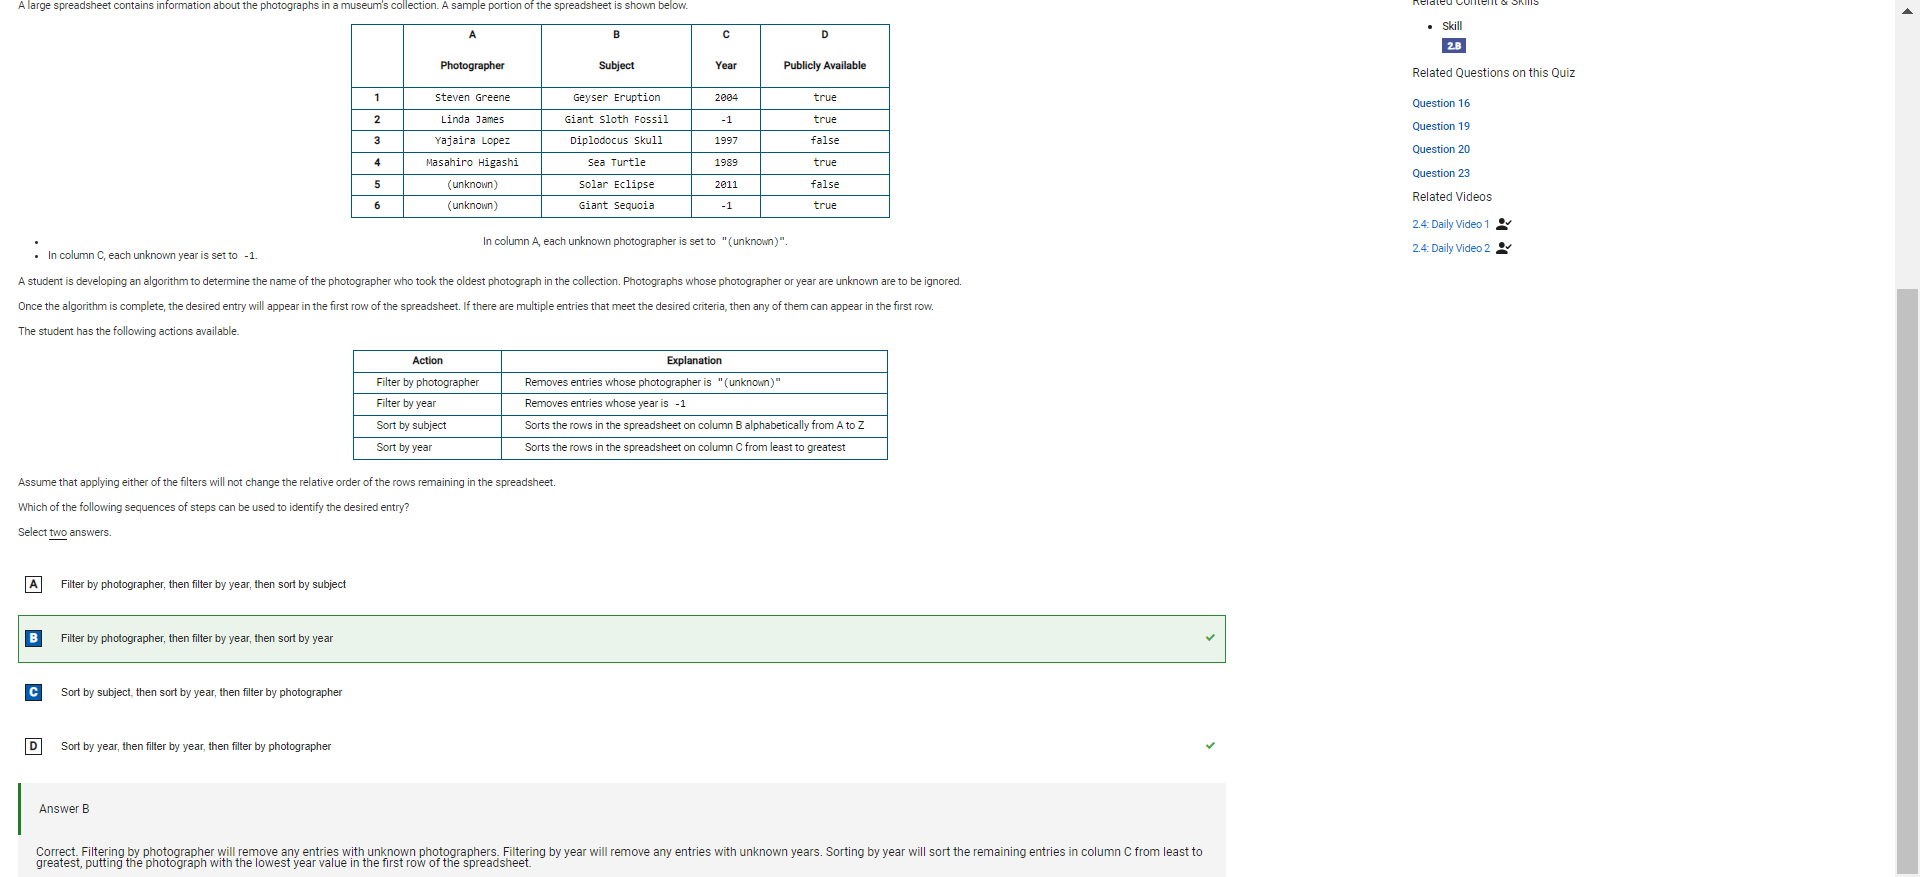 A large spreadsheet contains information about the photographs in a museum's collection. A sample portion of the spreadsheet is shown below.
A B C D
Photographer Subject Year Publicly Available
1 Steven Greene Geyser Eruption 2004 true
2 Linda James Giant Sloth Fossil -1 true
3 Yajaira Lopez Diplodocus Skull 1997 false
4 Masahiro Higashi Sea Turtle 1989 true
5 (unknown) Solar Eclipse 2011 false
6 (unknown) Giant Sequoia -1 true
• In column A, each unknown photographer is set to "(unknown)".
• In column C, each unknown year is set to -1.
A student is developing an algorithm to determine the name of the photographer who took the oldest photograph in the collection. Photographs whose photographer or year are unknown are to be ignored.
Once the algorithm is complete, the desired entry will appear in the first row of the spreadsheet. If there are multiple entries that meet the desired criteria, then any of them can appear in the first row.
The student has the following actions available.
Action Explanation
Filter by photographer Removes entries whose photographer is "(unknown)"
Filter by year Removes entries whose year is -1
Sort by subject Sorts the rows in the spreadsheet on column B alphabetically from A to Z
Sort by year Sorts the rows in the spreadsheet on column C from least to greatest
Assume that applying either of the filters will not change the relative order of the rows remaining in the spreadsheet.
Which of the following sequences of steps can be used to identify the desired entry?
Select two answers.
A Filter by photographer, then filter by year, then sort by subject
B Filter by photographer, then filter by year, then sort by year
C Sort by subject, then sort by year, then filter by photographer
D Sort by year, then filter by year, then filter by photographer
Answer B
Correct. Filtering by photographer will remove any entries with unknown photographers. Filtering by year will remove any entries with unknown years. Sorting by year will sort the remaining entries in column C from least to
greatest, putting the photograph with the lowest year value in the first row of the spreadsheet.
Related Content & Skills
• Skill
2.B
Related Questions on this Quiz
Question 16
Question 19
Question 20
Question 23
Related Videos
2.4: Daily Video 1
2.4: Daily Video 2